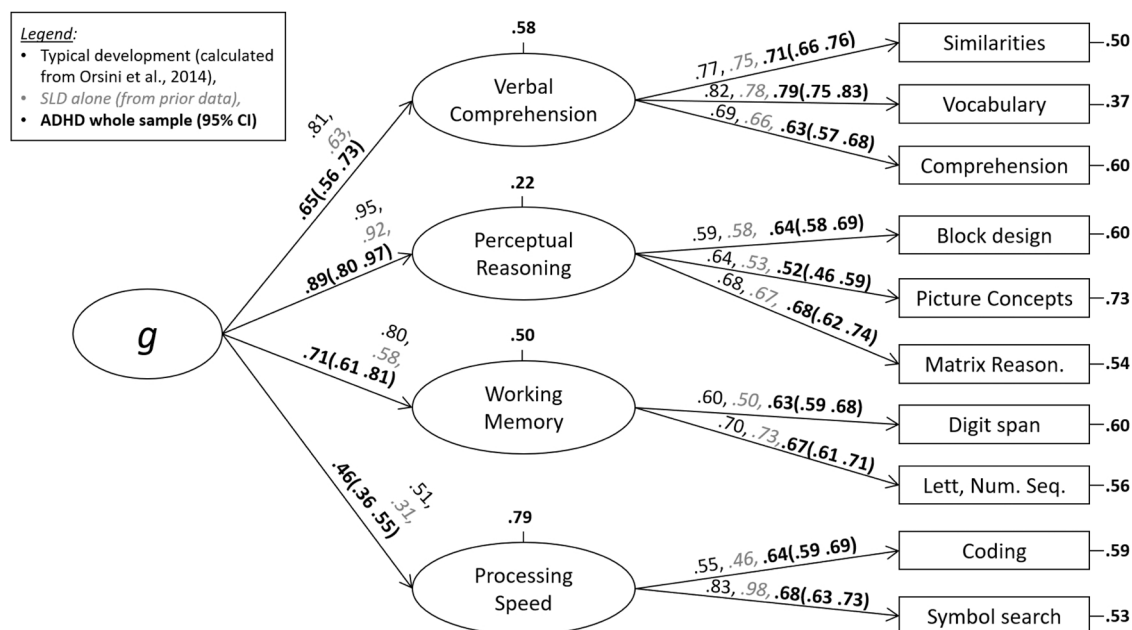 Legend:
• Typical development (calculated
from Orsini et al., 2014),
• SLD alone (from prior data),
• ADHD whole sample (95% CI)
g
.81,
.63,
.65(.56 .73)
.95,
.92,
.89(.80 .97)
.80,
.58,
.71(.61 .81)
.51,
.31,
.46(.36 .55)
.58
Verbal
Comprehension
.22
Perceptual
Reasoning
.50
Working
Memory
.79
Processing
Speed
.77, .75, .71(.66 .76)
.82, .78, .79(.75 .83)
.69, .66, .63(.57 .68)
.59, .58, .64(.58 .69)
.64, .53, .52(.46 .59)
.68, .67, .68(.62 .74)
.60, .50, .63(.59 .68)
.70, .73, .67(.61 .71)
.55, .46, .64(.59 .69)
.83, .98, .68(.63 .73)
Similarities .50
Vocabulary .37
Comprehension .60
Block design .60
Picture Concepts .73
Matrix Reason. .54
Digit span .60
Lett, Num. Seq. .56
Coding .59
Symbol search .53